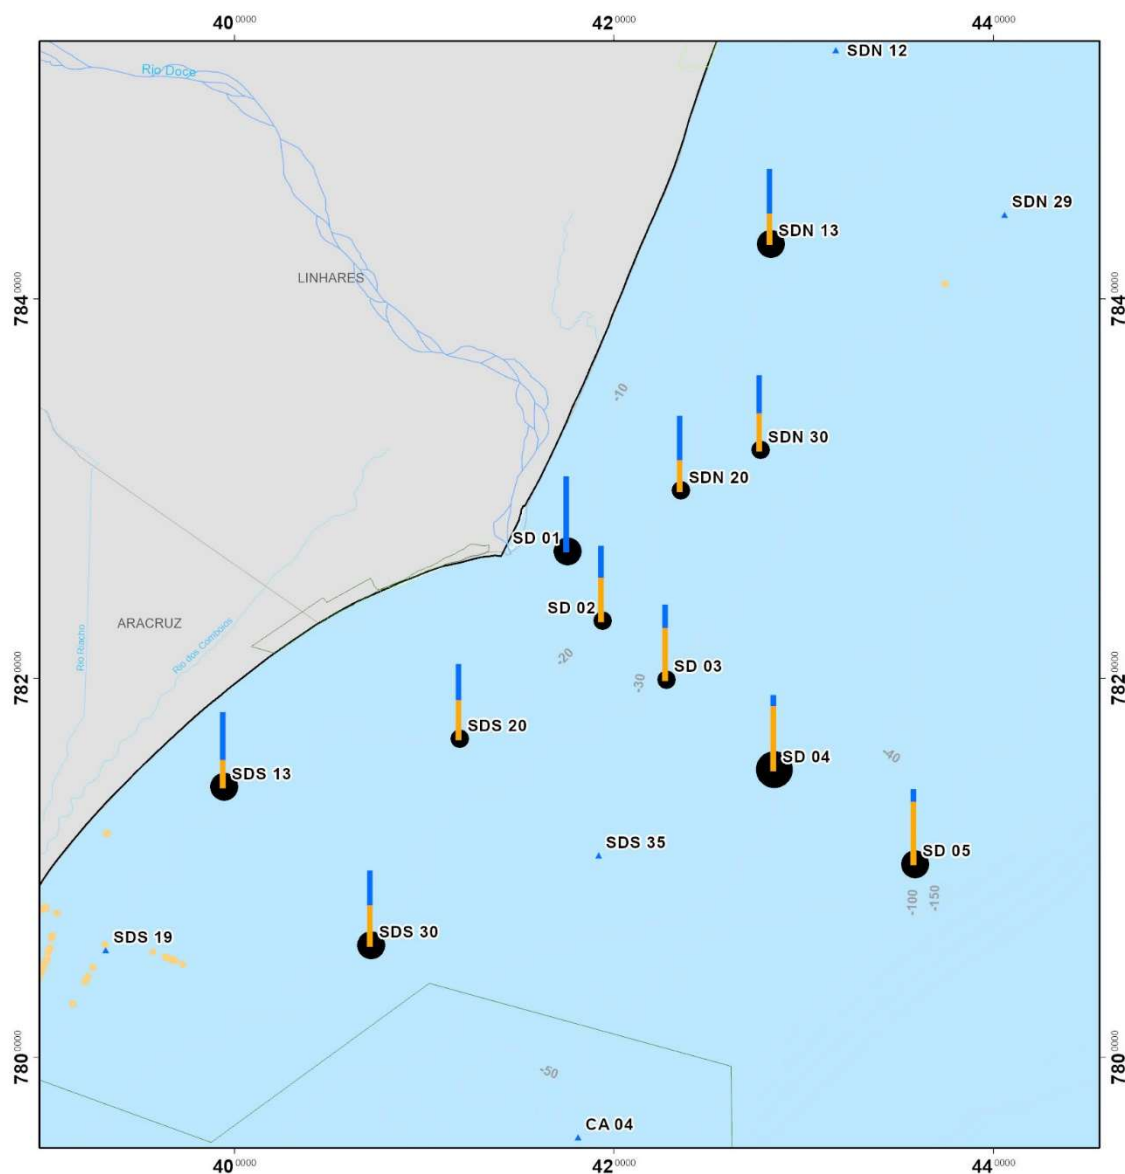 40⁰⁰⁰⁰ 42⁰⁰⁰⁰ 44⁰⁰⁰⁰
SDN 12
Rio Doce
SDN 29
SDN 13
LINHARES
784⁰⁰⁰⁰ 784⁰⁰⁰⁰
-10
SDN 30
SDN 20
SD 01
SD 02
ARACRUZ
Rio Riacho
Rio dos Comboios
-20
-30
SD 03
782⁰⁰⁰⁰ 782⁰⁰⁰⁰
SDS 20
SD 04
-40
SDS 13
SDS 35
SD 05
-100
-150
SDS 19
SDS 30
780⁰⁰⁰⁰ 780⁰⁰⁰⁰
-50
CA 04
40⁰⁰⁰⁰ 42⁰⁰⁰⁰ 44⁰⁰⁰⁰